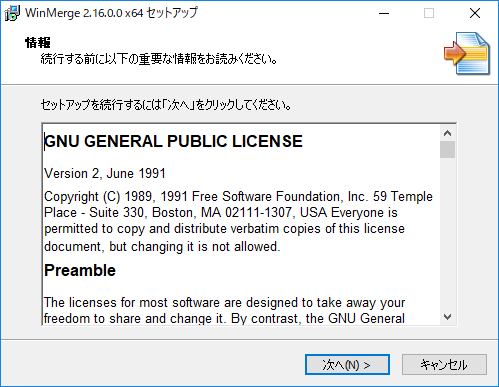 WinMerge 2.16.0.0 x64 セットアップ
情報
続行する前に以下の重要な情報をお読みください。
セットアップを続行するには「次へ」をクリックしてください。
GNU GENERAL PUBLIC LICENSE
Version 2, June 1991
Copyright (C) 1989, 1991 Free Software Foundation, Inc. 59 Temple
Place - Suite 330, Boston, MA 02111-1307, USA Everyone is
permitted to copy and distribute verbatim copies of this license
document, but changing it is not allowed.
Preamble
The licenses for most software are designed to take away your
freedom to share and change it. By contrast, the GNU General
次へ(N) >
キャンセル